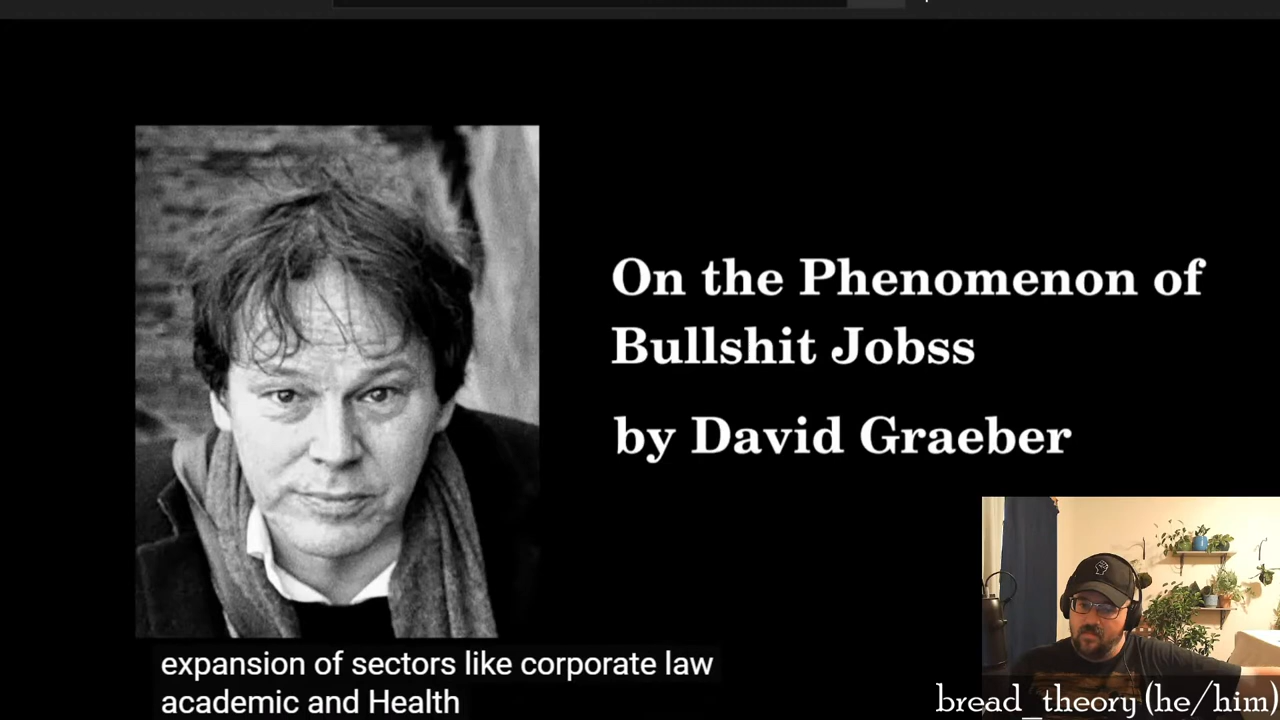 On the Phenomenon of
Bullshit Jobss
by David Graeber
expansion of sectors like corporate law
academic and Health
bread_theory (he/him)